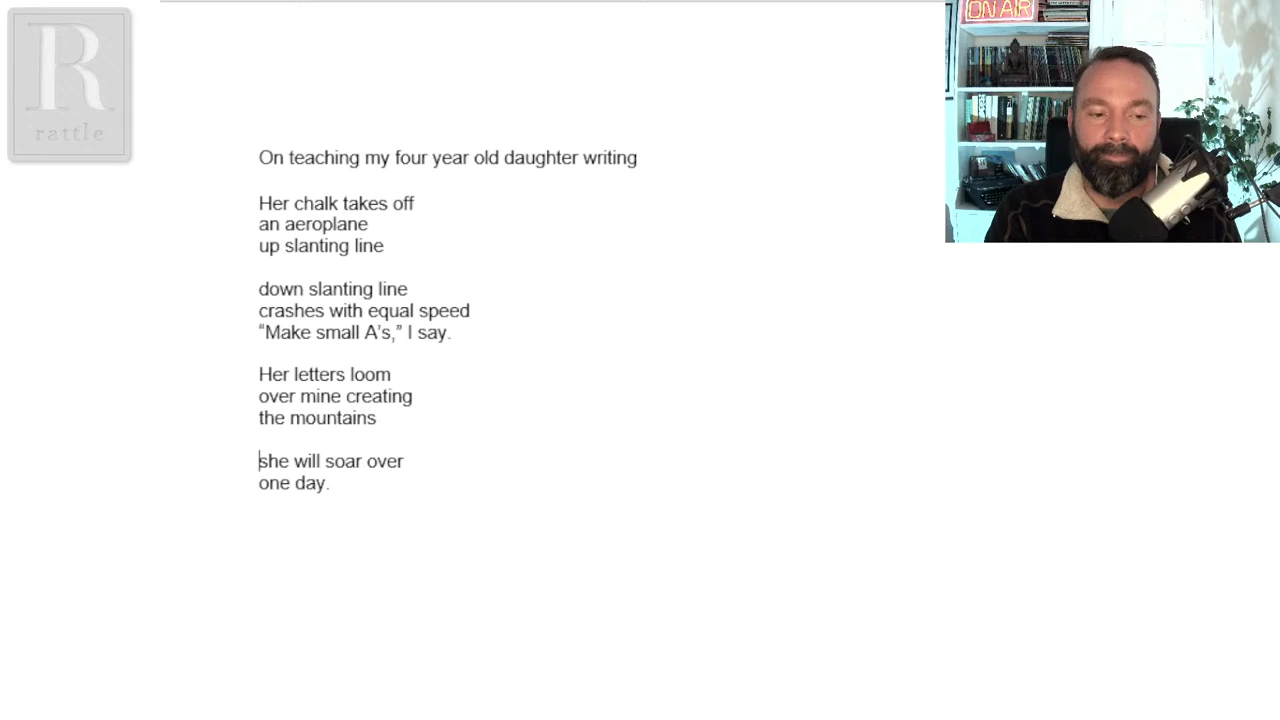 R
rattle
ON AIR
On teaching my four year old daughter writing
Her chalk takes off
an aeroplane
up slanting line
down slanting line
crashes with equal speed
“Make small A’s,” I say.
Her letters loom
over mine creating
the mountains
she will soar over
one day.